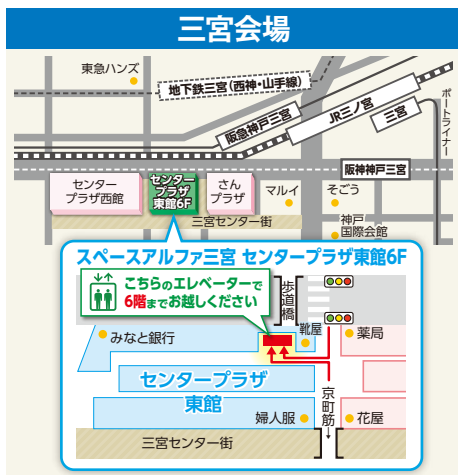 三宮会場
東急ハンズ
地下鉄三宮(西神・山手線)
阪急神戸三宮
JR三ノ宮
三宮
ポートライナー
阪神神戸三宮
センター
プラザ西館
センター
プラザ
東館6F
さん
プラザ
マルイ
そごう
三宮センター街
神戸
国際会館
スペースアルファ三宮 センタープラザ東館6F
こちらのエレベーターで
6階までお越しください
歩道橋
みなと銀行
靴屋
薬局
センタープラザ
東館
京町筋
婦人服
花屋
三宮センター街